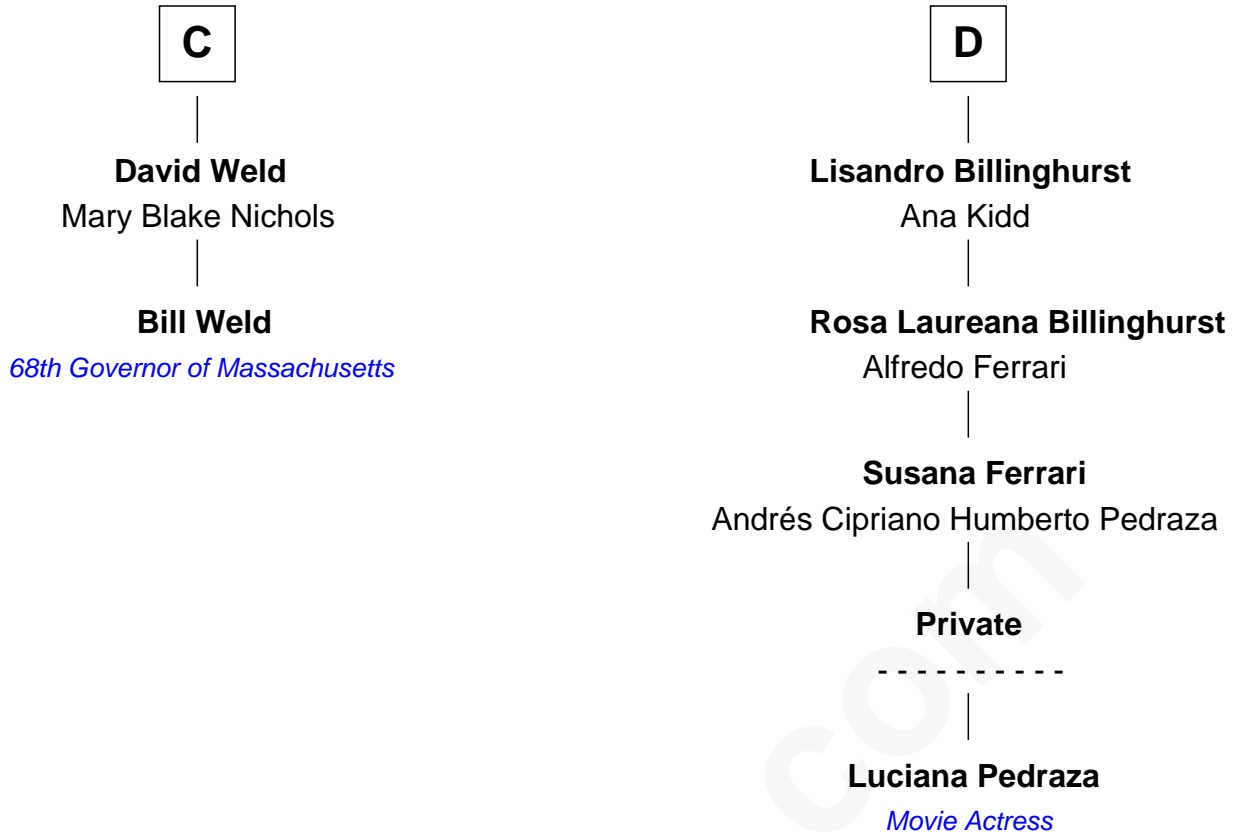 C
David Weld
Mary Blake Nichols
Bill Weld
68th Governor of Massachusetts
D
Lisandro Billinghurst
Ana Kidd
Rosa Laureana Billinghurst
Alfredo Ferrari
Susana Ferrari
Andrés Cipriano Humberto Pedraza
Private
- - - - - - - - - -
Luciana Pedraza
Movie Actress
com